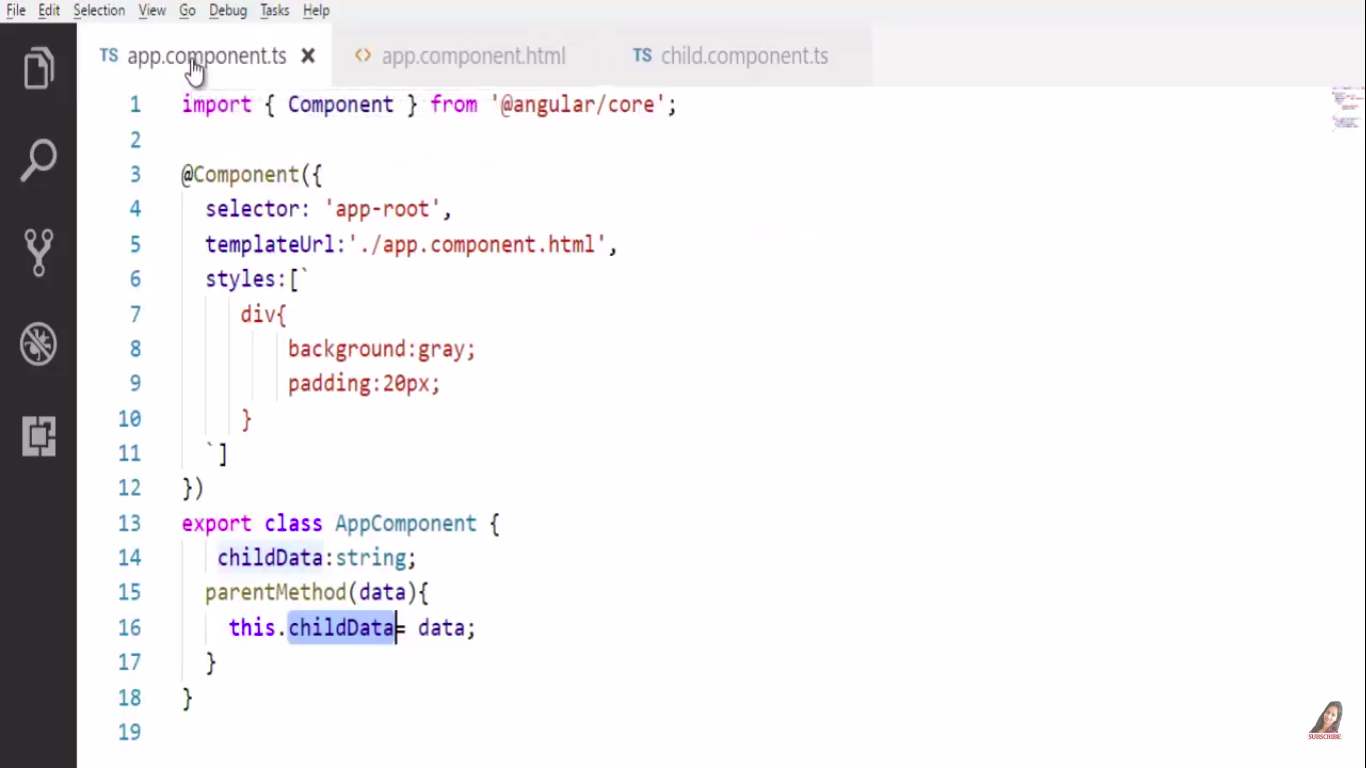 File Edit Selection View Go Debug Tasks Help
TS app.component.ts × <> app.component.html TS child.component.ts
1 import { Component } from '@angular/core';
2
3 @Component({
4 selector: 'app-root',
5 templateUrl:'./app.component.html',
6 styles:[`
7 div{
8 background:gray;
9 padding:20px;
10 }
11 `]
12 })
13 export class AppComponent {
14 childData:string;
15 parentMethod(data){
16 this.childData= data;
17 }
18 }
19
SUBSCRIBE